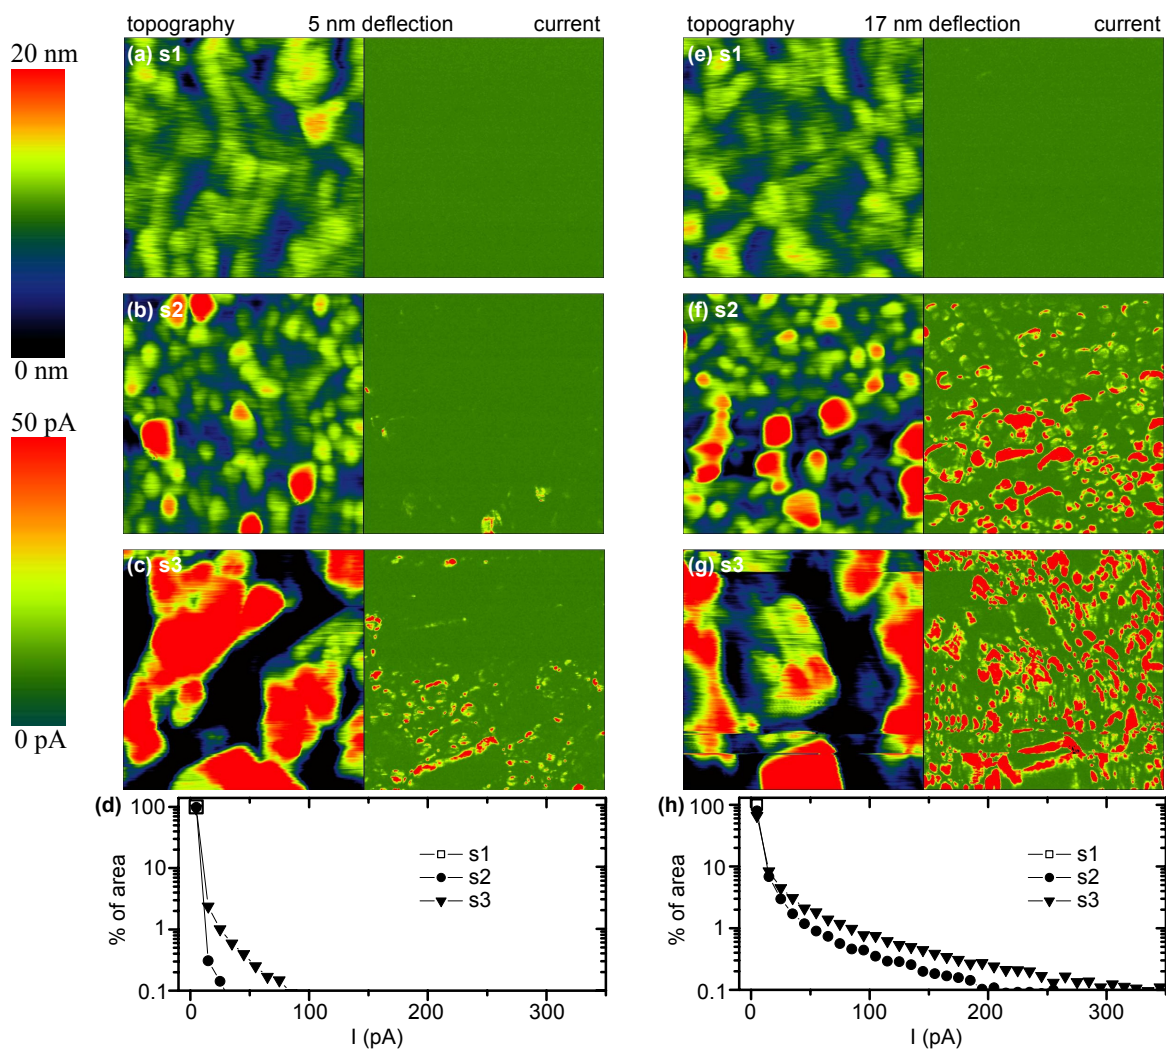 topography 5 nm deflection current
topography 17 nm deflection current
20 nm
0 nm
50 pA
0 pA
(a) s1
(e) s1
(b) s2
(f) s2
(c) s3
(g) s3
(d)
100
10
1
0.1
% of area
s1
s2
s3
0 100 200 300
I (pA)
(h)
100
10
1
0.1
% of area
s1
s2
s3
0 100 200 300
I (pA)